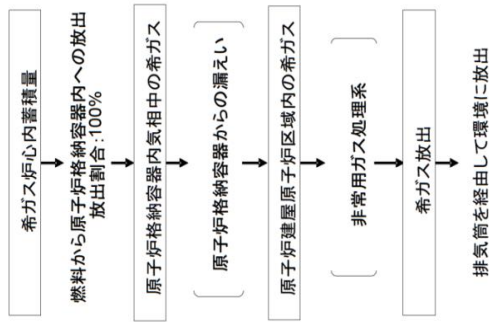 希ガス炉心内蓄積量
燃料から原子炉格納容器内への放出
放出割合:100%
原子炉格納容器内気相中の希ガス
原子炉格納容器からの漏えい
原子炉建屋原子炉区域内の希ガス
非常用ガス処理系
希ガス放出
排気筒を経由して環境に放出